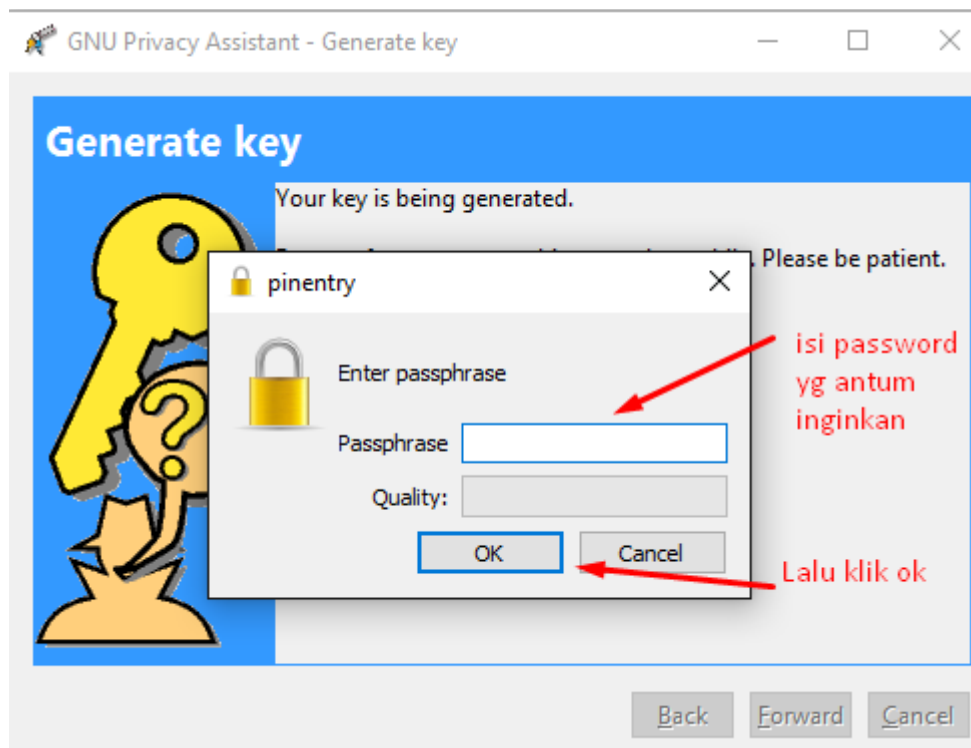 GNU Privacy Assistant - Generate key
Generate key
Your key is being generated.
. Please be patient.
pinentry
Enter passphrase
Passphrase
Quality:
OK
Cancel
isi password
yg antum
inginkan
Lalu klik ok
Back
Forward
Cancel